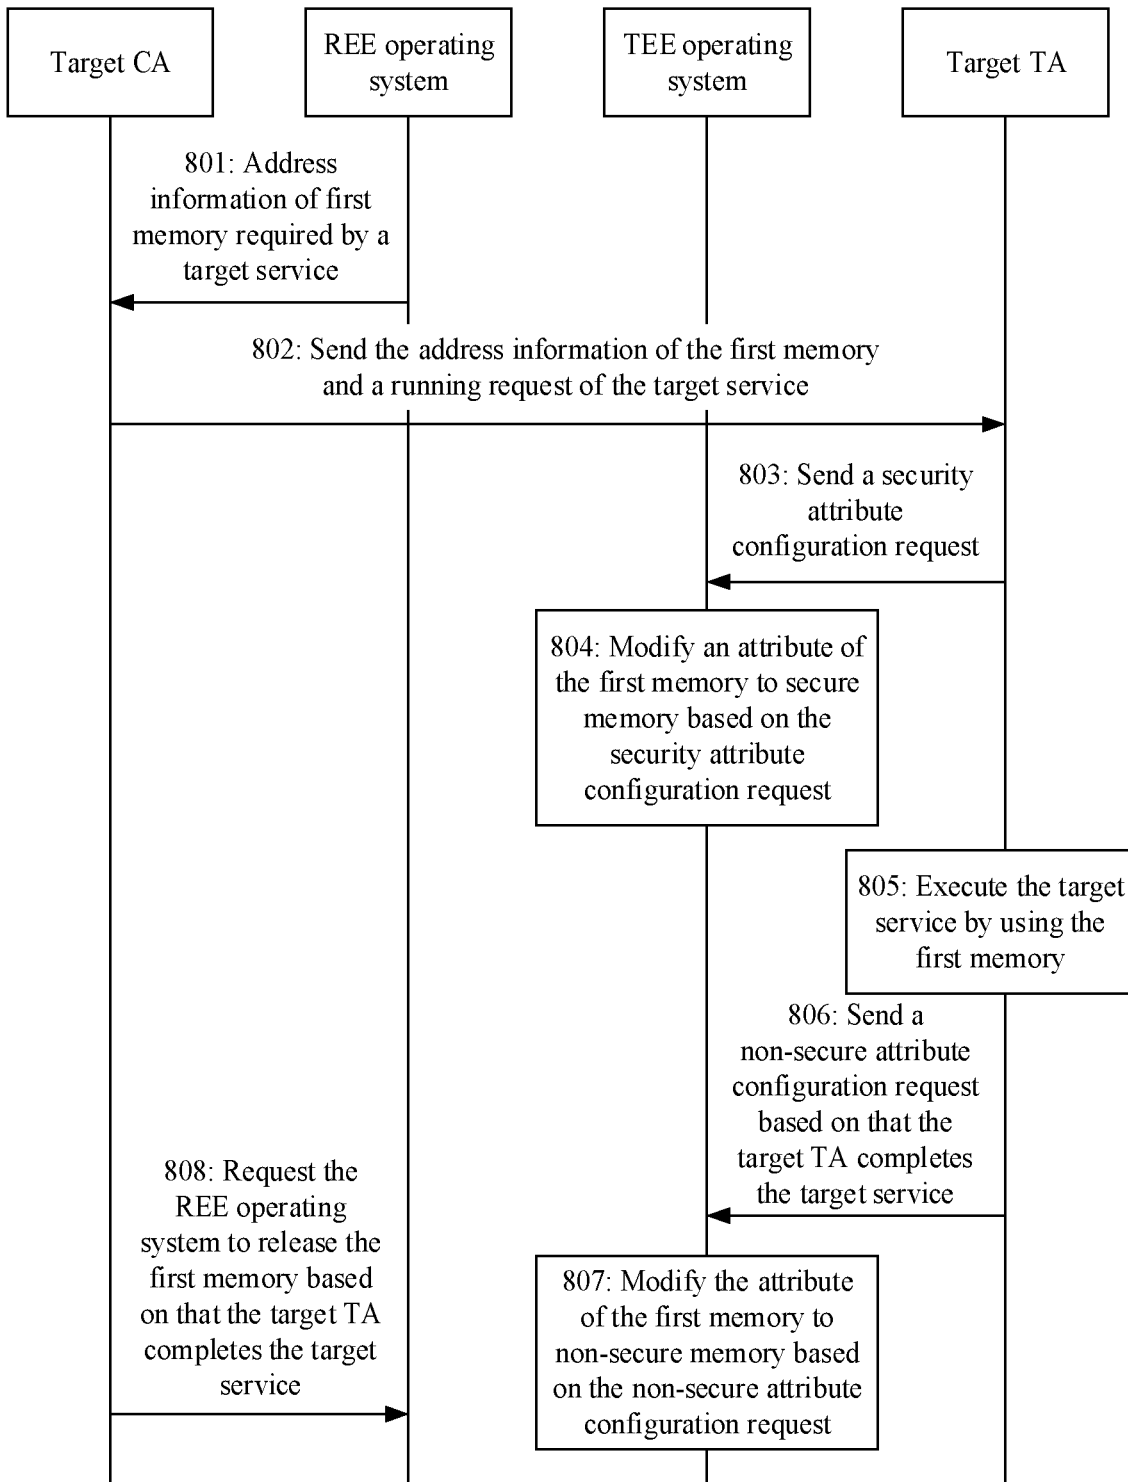 Target CA
REE operating
system
TEE operating
system
Target TA
801: Address
information of first
memory required by a
target service
802: Send the address information of the first memory
and a running request of the target service
803: Send a security
attribute
configuration request
804: Modify an attribute of
the first memory to secure
memory based on the
security attribute
configuration request
805: Execute the target
service by using the
first memory
806: Send a
non-secure attribute
configuration request
based on that the
target TA completes
the target service
807: Modify the attribute
of the first memory to
non-secure memory based
on the non-secure attribute
configuration request
808: Request the
REE operating
system to release the
first memory based
on that the target TA
completes the target
service